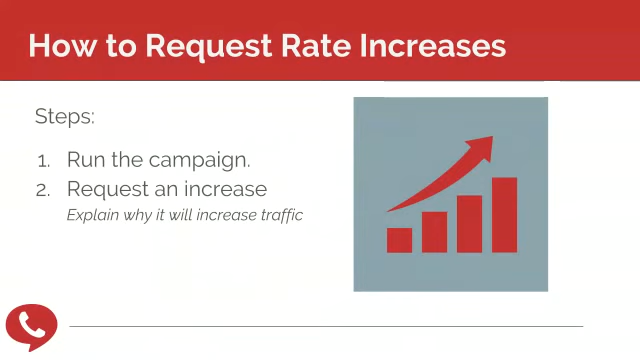 How to Request Rate Increases
Steps:
1. Run the campaign.
2. Request an increase
Explain why it will increase traffic